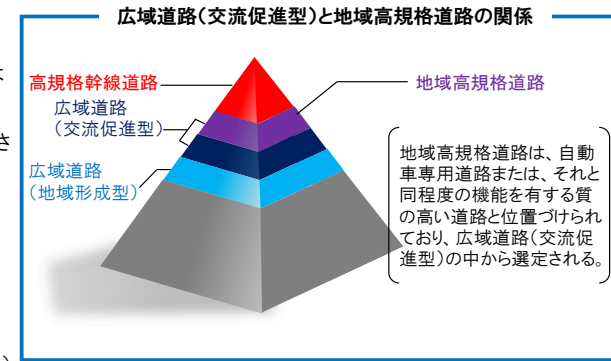 広域道路（交流促進型）と地域高規格道路の関係
は
さ
高規格幹線道路
広域道路
（交流促進型）
広域道路
（地域形成型）
地域高規格道路
地域高規格道路は、自動
車専用道路または、それと
同程度の機能を有する質
の高い道路と位置づけられ
ており、広域道路（交流促
進型）の中から選定される。
）